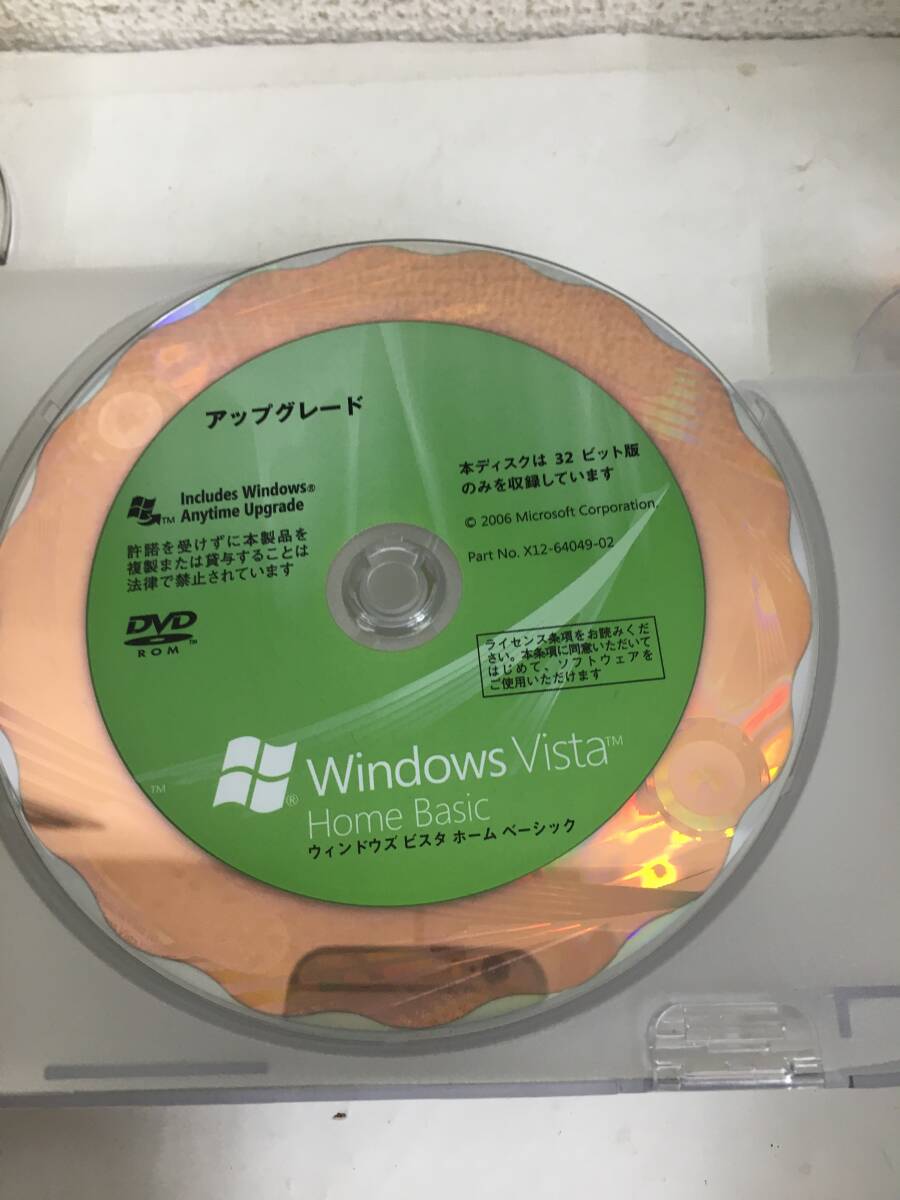 アップグレード
本ディスクは 32 ビット版
のみを収録しています
© 2006 Microsoft Corporation.
Part No. X12-64049-02
Includes Windows®
Anytime Upgrade
TM
許諾を受けずに本製品を
複製または貸与することは
法律で禁止されています
DVD
ROM
TM
ライセンス条項をお読みくだ
さい。本条項に同意いただいて
はじめて、ソフトウェアを
ご使用いただけます
TM
® Windows Vista™
Home Basic
ウィンドウズ ビスタ ホーム ベーシック